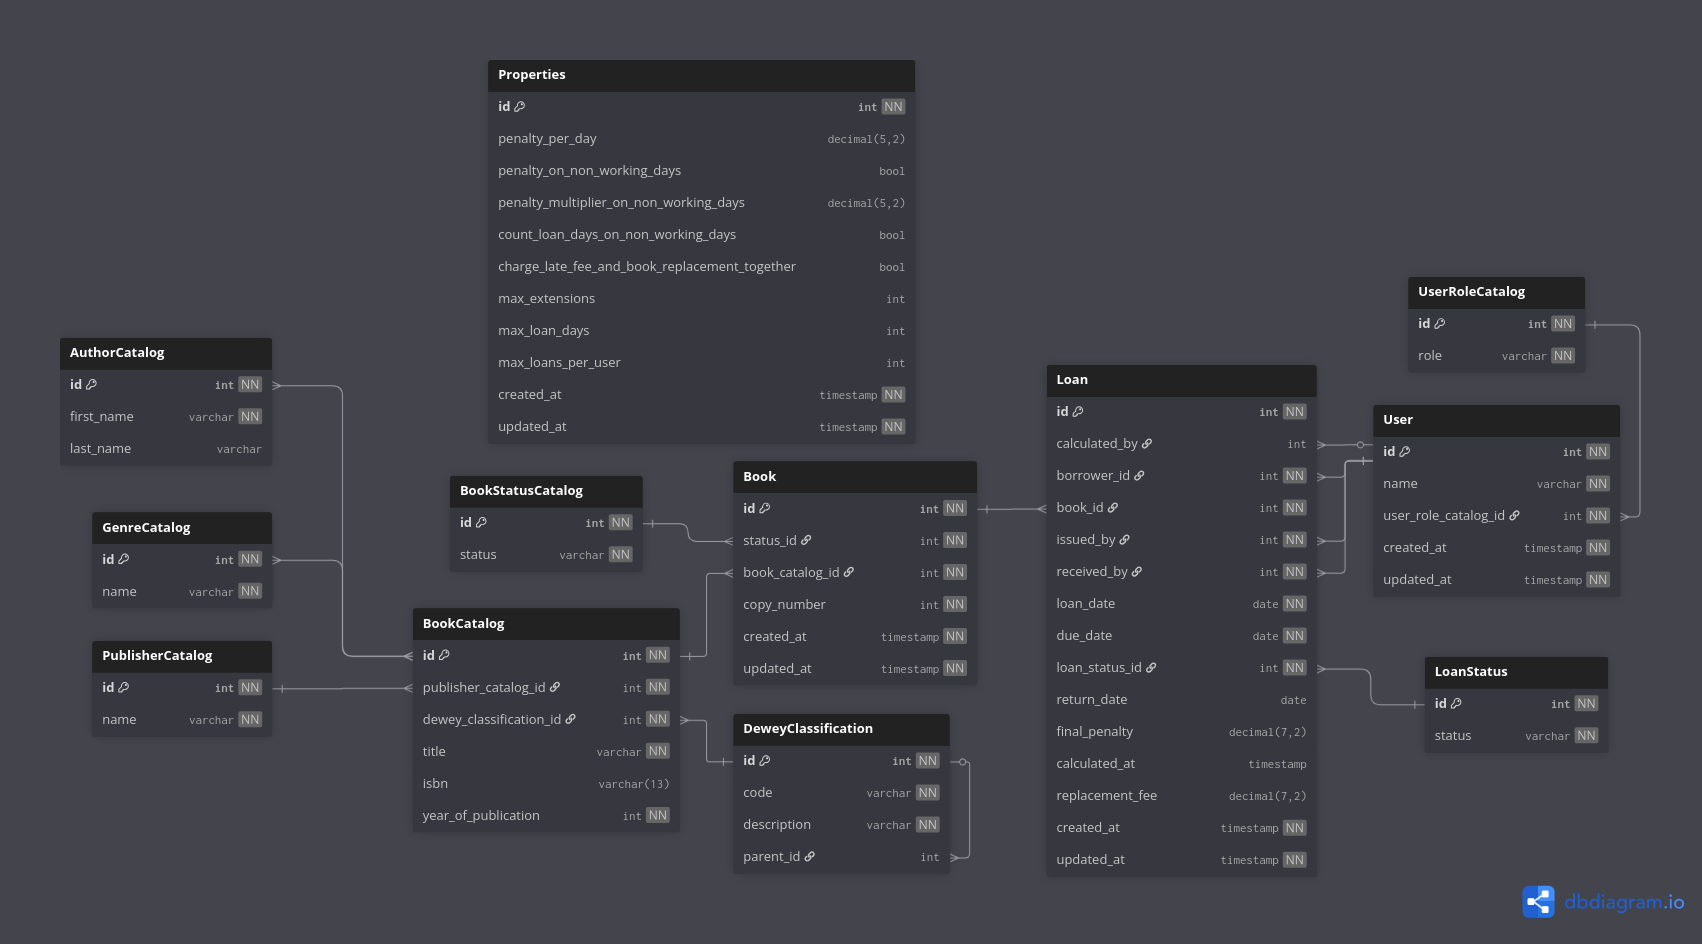 Properties
id int NN
penalty_per_day decimal(5,2)
penalty_on_non_working_days bool
penalty_multiplier_on_non_working_days decimal(5,2)
count_loan_days_on_non_working_days bool
charge_late_fee_and_book_replacement_together bool
max_extensions int
max_loan_days int
max_loans_per_user int
created_at timestamp NN
updated_at timestamp NN
UserRoleCatalog
id int NN
role varchar NN
AuthorCatalog
id int NN
first_name varchar NN
last_name varchar
Loan
id int NN
calculated_by int
borrower_id int NN
book_id int NN
issued_by int NN
received_by int NN
loan_date date NN
due_date date NN
loan_status_id int NN
return_date date
final_penalty decimal(7,2)
calculated_at timestamp
replacement_fee decimal(7,2)
created_at timestamp NN
updated_at timestamp NN
User
id int NN
name varchar NN
user_role_catalog_id int NN
created_at timestamp NN
updated_at timestamp NN
Book
id int NN
status_id int NN
book_catalog_id int NN
copy_number int NN
created_at timestamp NN
updated_at timestamp NN
BookStatusCatalog
id int NN
status varchar NN
GenreCatalog
id int NN
name varchar NN
BookCatalog
id int NN
publisher_catalog_id int NN
dewey_classification_id int NN
title varchar NN
isbn varchar(13)
year_of_publication int NN
PublisherCatalog
id int NN
name varchar NN
LoanStatus
id int NN
status varchar NN
DeweyClassification
id int NN
code varchar NN
description varchar NN
parent_id int
dbdiagram.io